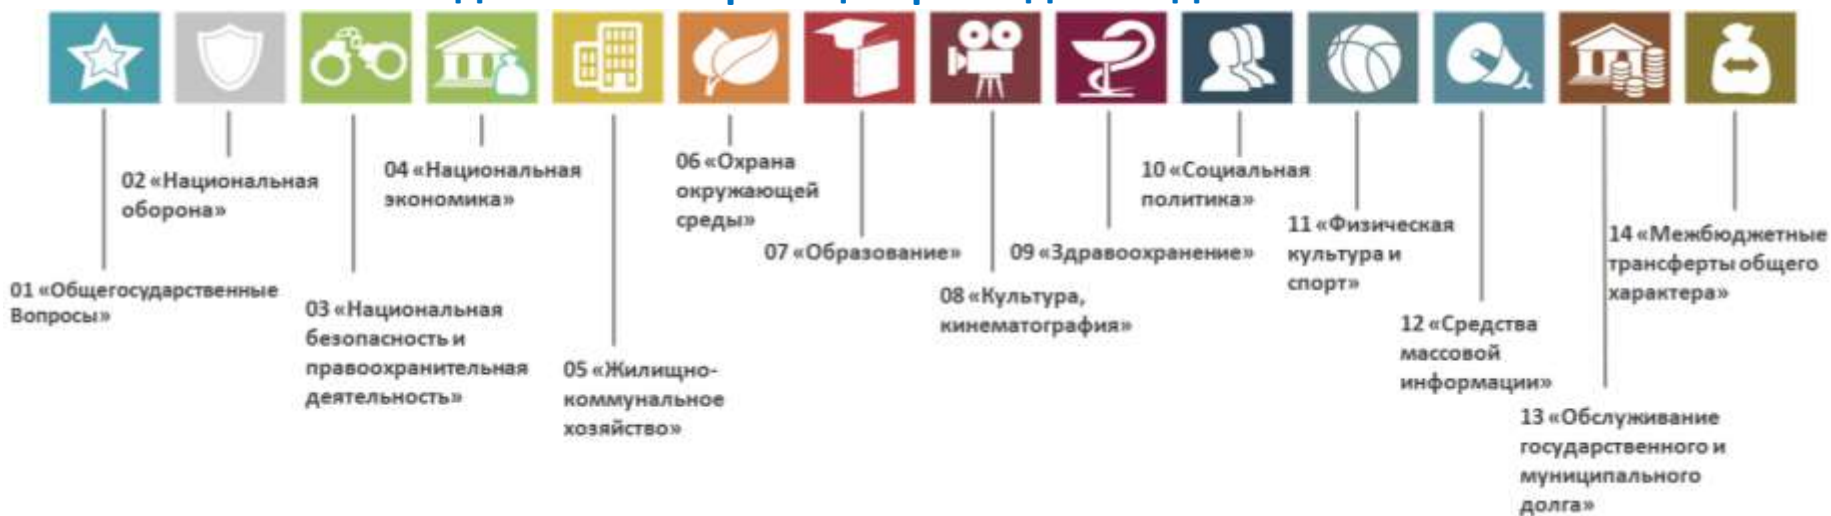 01 «Общегосударственные
Вопросы»
02 «Национальная
оборона»
03 «Национальная
безопасность и
правоохранительная
деятельность»
04 «Национальная
экономика»
05 «Жилищно-
коммунальное
хозяйство»
06 «Охрана
окружающей
среды»
07 «Образование»
08 «Культура,
кинематография»
09 «Здравоохранение»
10 «Социальная
политика»
11 «Физическая
культура и
спорт»
12 «Средства
массовой
информации»
13 «Обслуживание
государственного и
муниципального
долга»
14 «Межбюджетные
трансферты общего
характера»